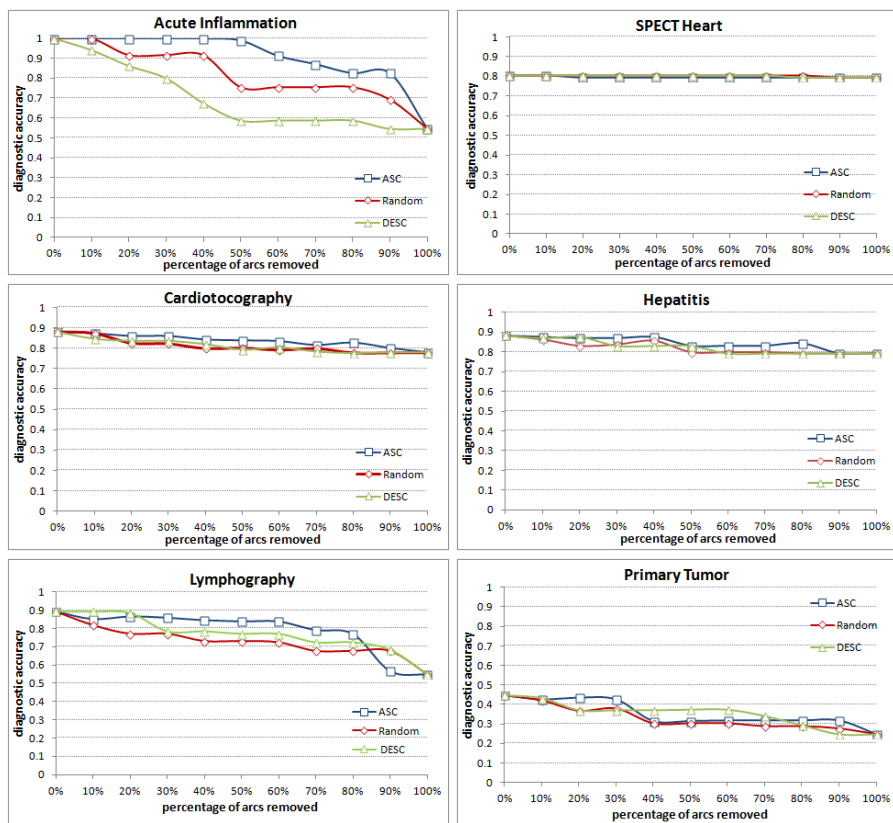 Acute Inflammation
1
0.9
0.8
0.7
0.6
0.5
0.4
0.3
0.2
0.1
0
diagnostic accuracy
ASC
Random
DESC
0% 10% 20% 30% 40% 50% 60% 70% 80% 90% 100%
percentage of arcs removed
SPECT Heart
1
0.9
0.8
0.7
0.6
0.5
0.4
0.3
0.2
0.1
0
diagnostic accuracy
ASC
Random
DESC
0% 10% 20% 30% 40% 50% 60% 70% 80% 90% 100%
percentage of arcs removed
Cardiotocography
1
0.9
0.8
0.7
0.6
0.5
0.4
0.3
0.2
0.1
0
diagnostic accuracy
ASC
Random
DESC
0% 10% 20% 30% 40% 50% 60% 70% 80% 90% 100%
percentage of arcs removed
Hepatitis
1
0.9
0.8
0.7
0.6
0.5
0.4
0.3
0.2
0.1
0
diagnostic accuracy
ASC
Random
DESC
0% 10% 20% 30% 40% 50% 60% 70% 80% 90% 100%
percentage of arcs removed
Lymphography
1
0.9
0.8
0.7
0.6
0.5
0.4
0.3
0.2
0.1
0
diagnostic accuracy
ASC
Random
DESC
0% 10% 20% 30% 40% 50% 60% 70% 80% 90% 100%
percentage of arcs removed
Primary Tumor
1
0.9
0.8
0.7
0.6
0.5
0.4
0.3
0.2
0.1
0
diagnostic accuracy
ASC
Random
DESC
0% 10% 20% 30% 40% 50% 60% 70% 80% 90% 100%
percentage of arcs removed